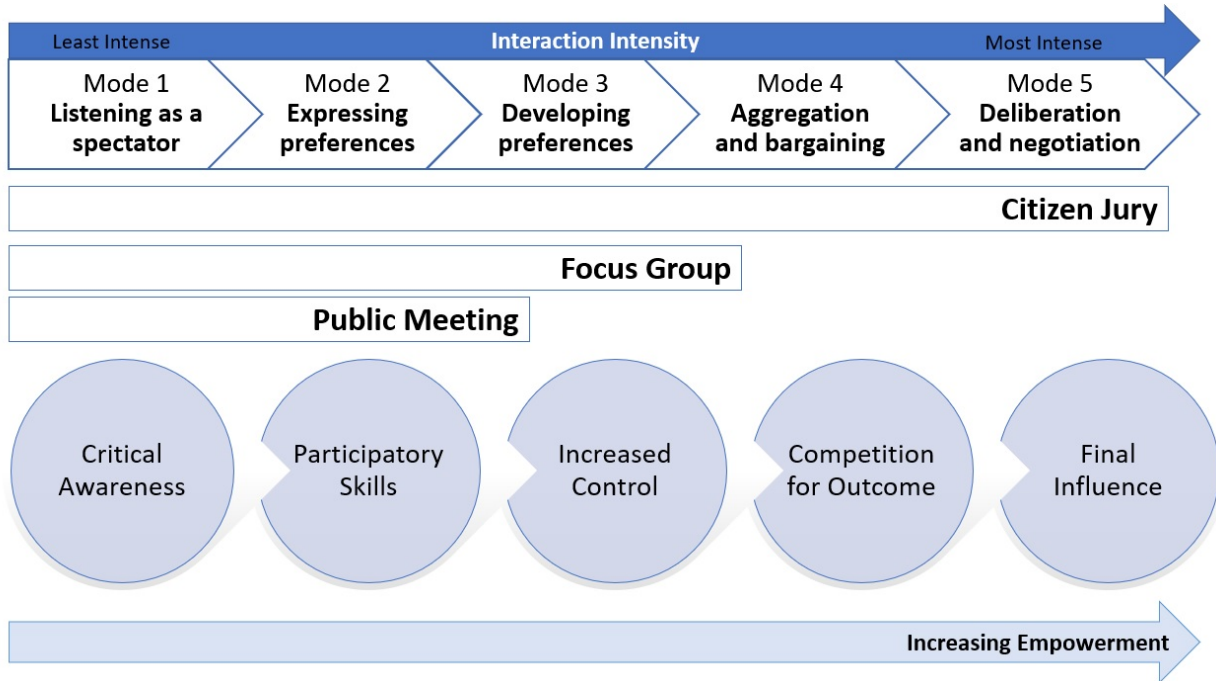 Least Intense Interaction Intensity Most Intense
Mode 1
Listening as a
spectator
Mode 2
Expressing
preferences
Mode 3
Developing
preferences
Mode 4
Aggregation
and bargaining
Mode 5
Deliberation
and negotiation
Citizen Jury
Focus Group
Public Meeting
Critical
Awareness
Participatory
Skills
Increased
Control
Competition
for Outcome
Final
Influence
Increasing Empowerment